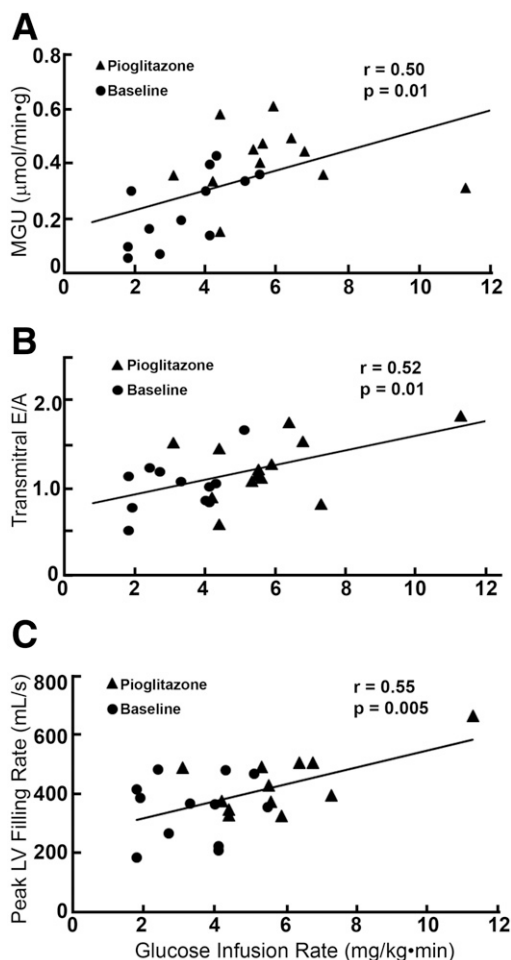 A
0.8
▲ Pioglitazone
● Baseline
r = 0.50
p = 0.01
0.6
0.4
0.2
0
MGU (μmol/min•g)
0 2 4 6 8 10 12
B
▲ Pioglitazone
● Baseline
r = 0.52
p = 0.01
2.0
1.0
0
Transmitral E/A
0 2 4 6 8 10 12
C
800
▲ Pioglitazone
● Baseline
r = 0.55
p = 0.005
600
400
200
0
Peak LV Filling Rate (mL/s)
0 2 4 6 8 10 12
Glucose Infusion Rate (mg/kg•min)